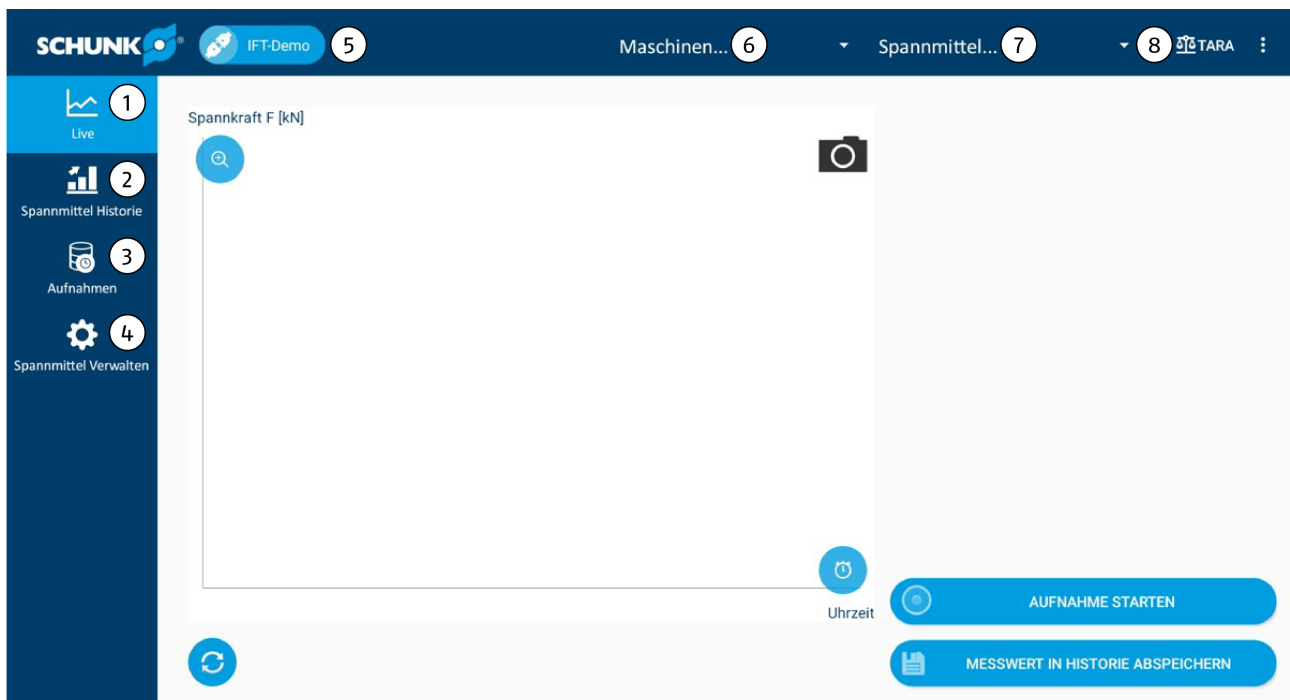 SCHUNK ® IFT-Demo 5 Maschinen... 6 Spannmittel... 7 8 TARA
1
Live
2
Spannmittel Historie
3
Aufnahmen
4
Spannmittel Verwalten
Spannkraft F [kN]
Uhrzeit
AUFNAHME STARTEN
MESSWERT IN HISTORIE ABSPEICHERN